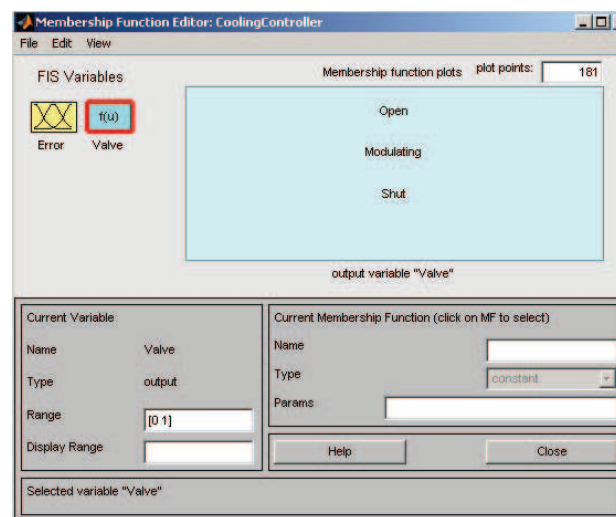 Membership Function Editor: CoolingController
File Edit View
FIS Variables
Membership function plots plot points: 181
f(u)
Error Valve
Open
Modulating
Shut
output variable "Valve"
Current Variable
Name Valve
Type output
Range [0 1]
Display Range
Current Membership Function (click on MF to select)
Name
Type constant
Params
Help Close
Selected variable "Valve"